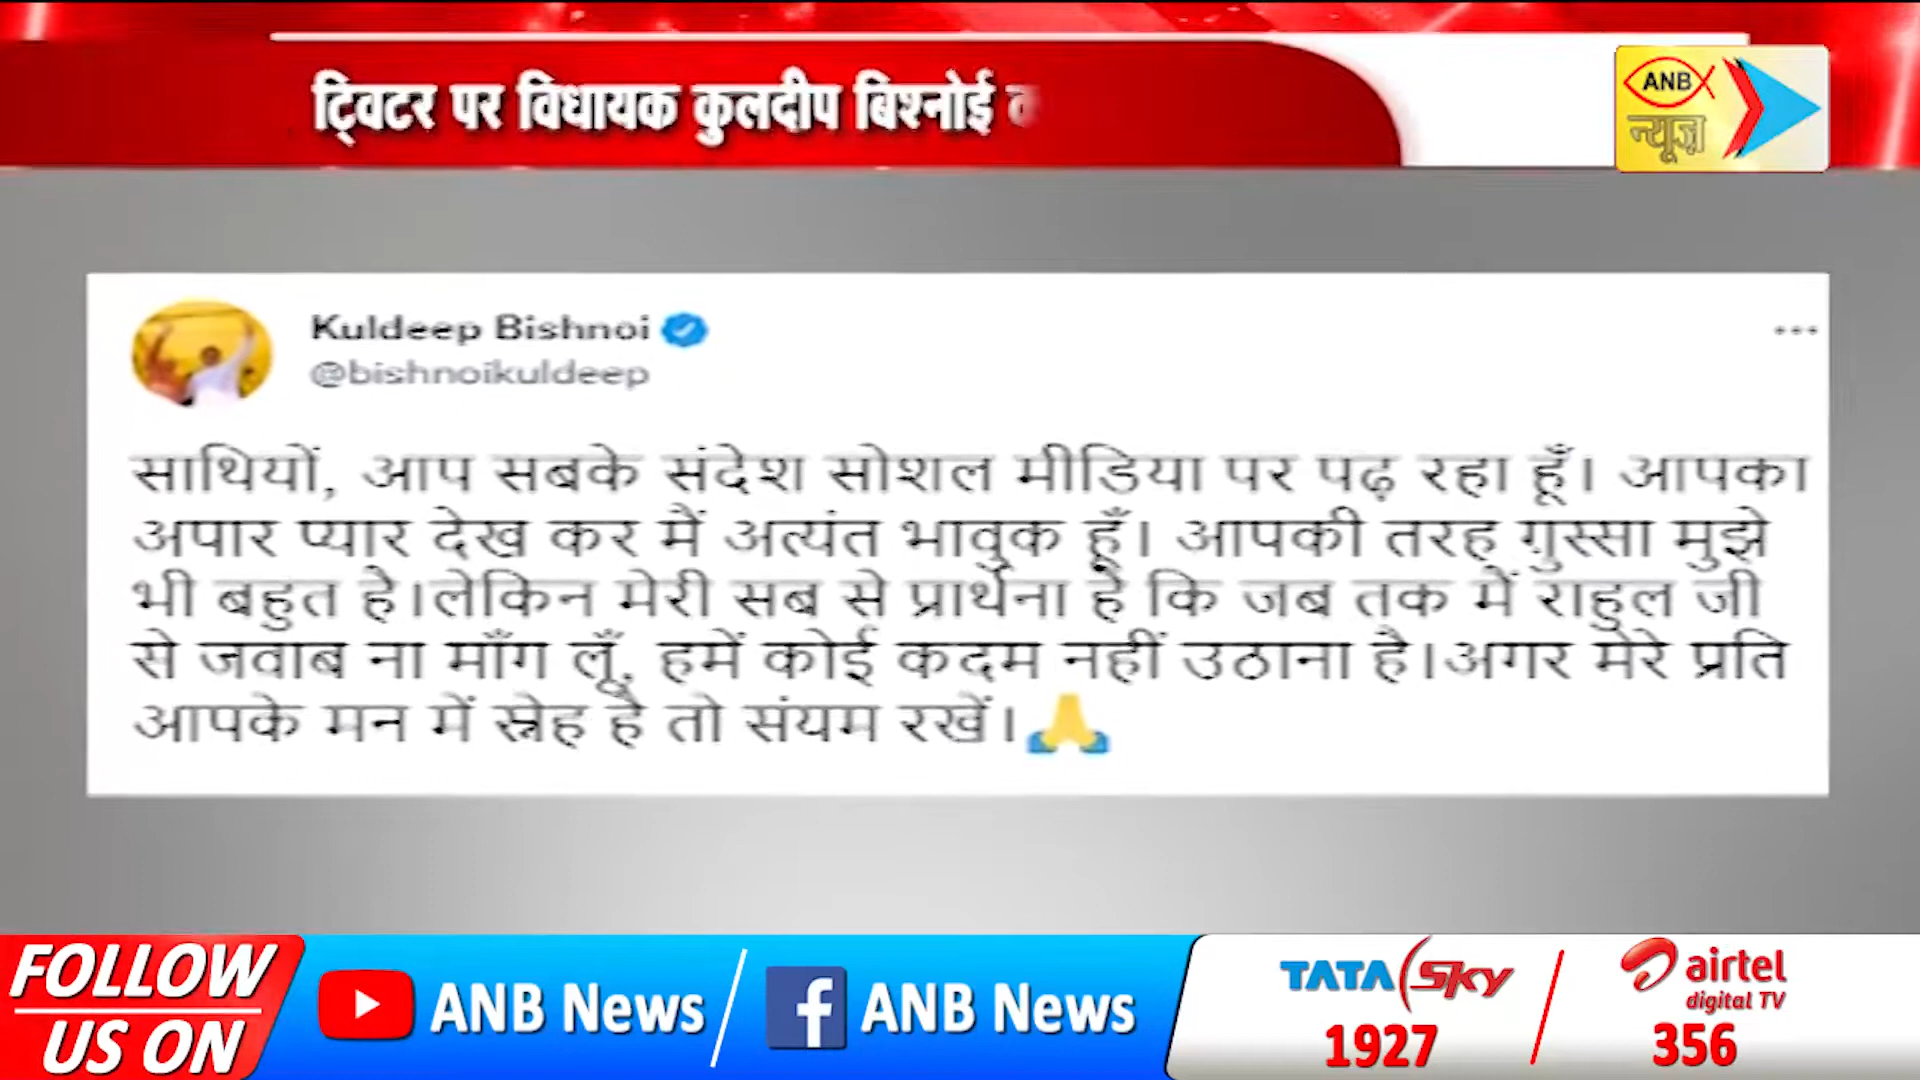 ट्विटर पर विधायक कुलदीप बिश्नोई
ANB
न्यूज़
Kuldeep Bishnoi
@bishnoikuldeep
साथियों, आप सबके संदेश सोशल मीडिया पर पढ़ रहा हूँ। आपका
अपार प्यार देख कर मैं अत्यंत भावुक हूँ। आपकी तरह ग़ुस्सा मुझे
भी बहुत है।लेकिन मेरी सब से प्रार्थना है कि जब तक में राहुल जी
से जवाब ना माँग लूँ, हमें कोई कदम नहीं उठाना है।अगर मेरे प्रति
आपके मन में स्नेह है तो संयम रखें।🙏
FOLLOW
US ON
ANB News
ANB News
TATA Sky
1927
airtel
digital TV
356